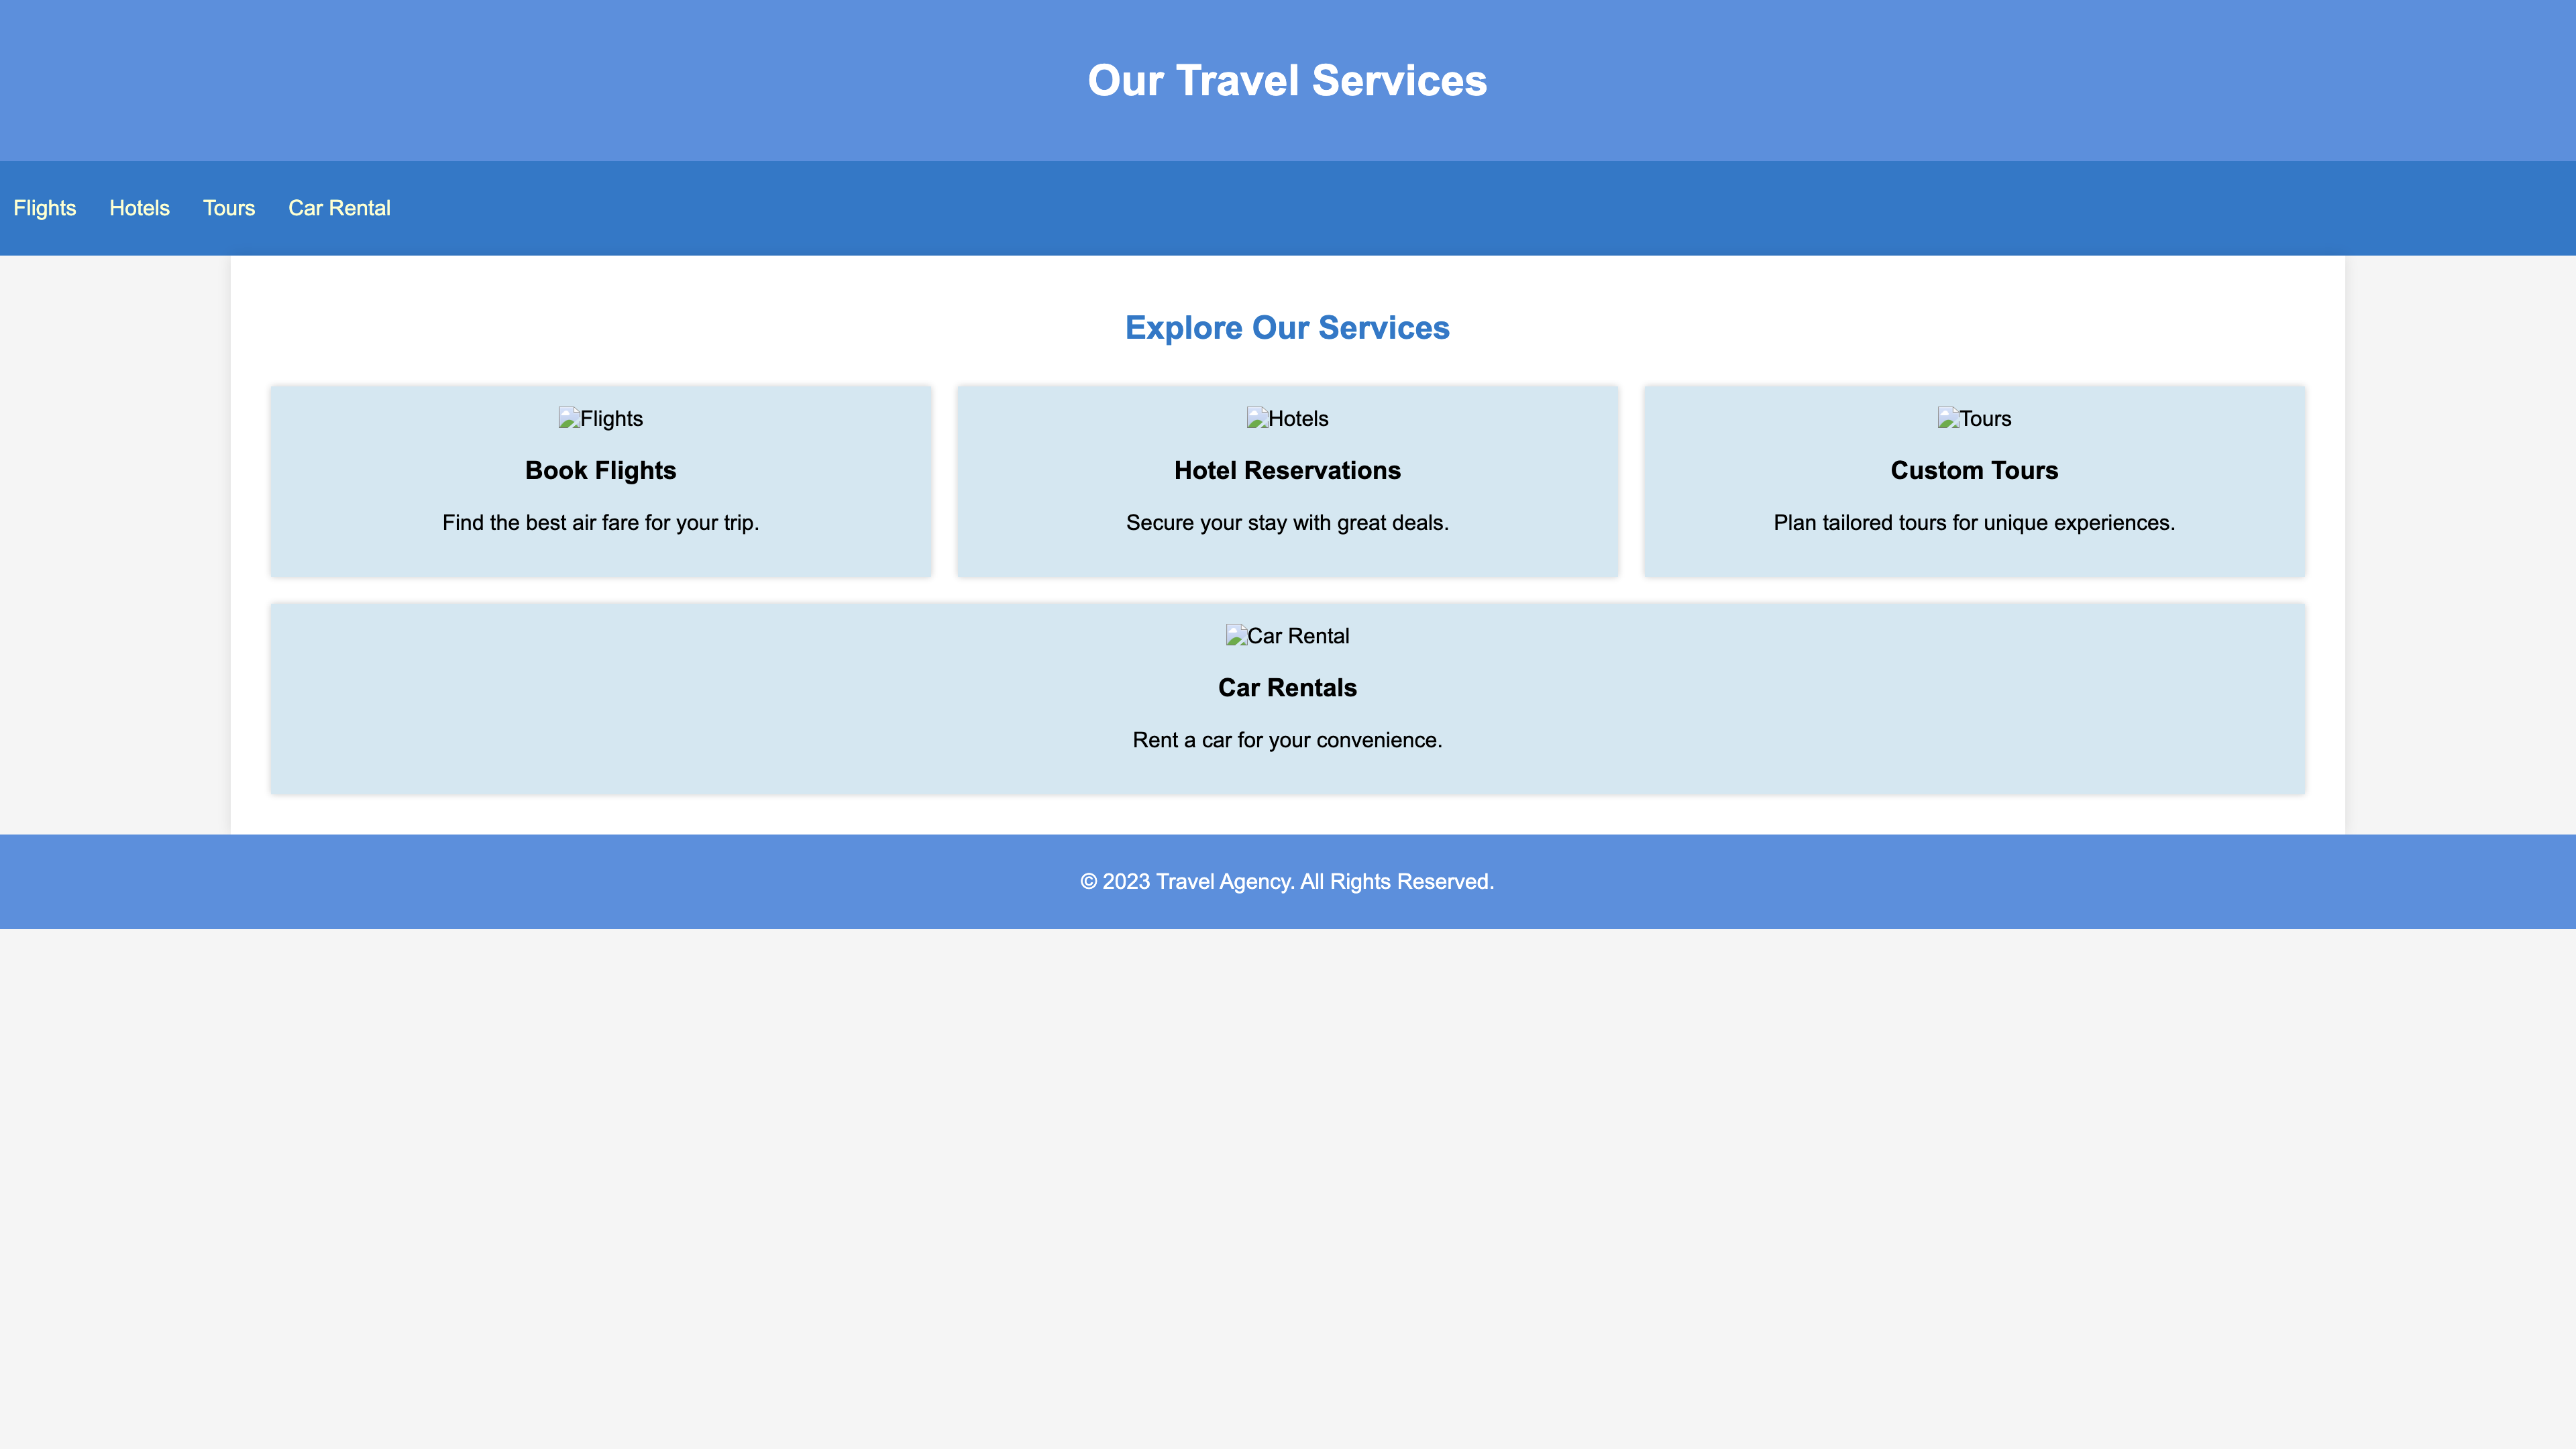 Our Travel Services
Flights Hotels Tours Car Rental
Explore Our Services
Flights
Book Flights
Find the best air fare for your trip.
Hotels
Hotel Reservations
Secure your stay with great deals.
Tours
Custom Tours
Plan tailored tours for unique experiences.
Car Rental
Car Rentals
Rent a car for your convenience.
© 2023 Travel Agency. All Rights Reserved.